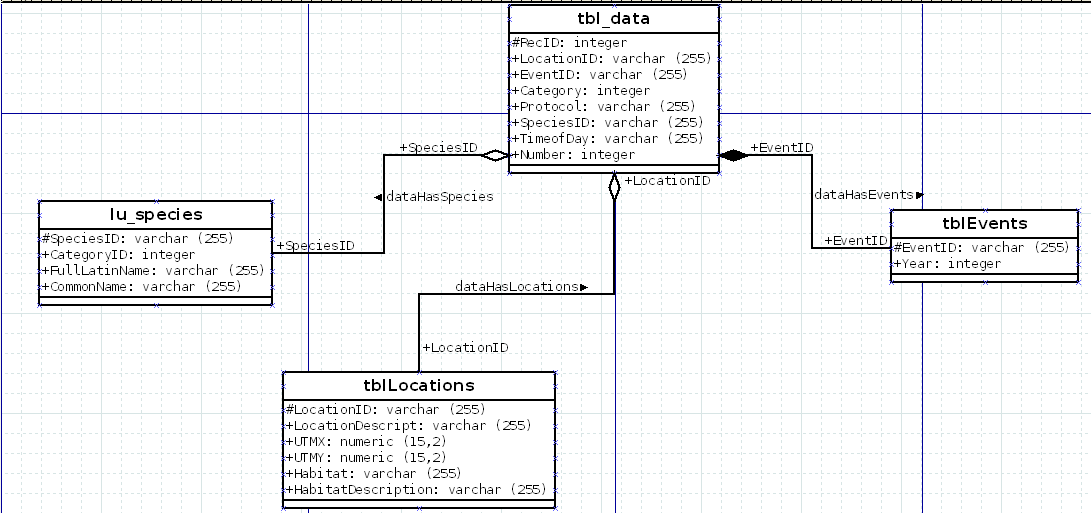 tbl_data
#RecID: integer
+LocationID: varchar (255)
+EventID: varchar (255)
+Category: integer
+Protocol: varchar (255)
+SpeciesID: varchar (255)
+TimeofDay: varchar (255)
+Number: integer
+SpeciesID
+EventID
+LocationID
dataHasSpecies
dataHasEvents
lu_species
#SpeciesID: varchar (255)
+CategoryID: integer
+FullLatinName: varchar (255)
+CommonName: varchar (255)
+SpeciesID
+EventID
tblEvents
#EventID: varchar (255)
+Year: integer
dataHasLocations
+LocationID
tblLocations
#LocationID: varchar (255)
+LocationDescript: varchar (255)
+UTMX: numeric (15,2)
+UTMY: numeric (15,2)
+Habitat: varchar (255)
+HabitatDescription: varchar (255)